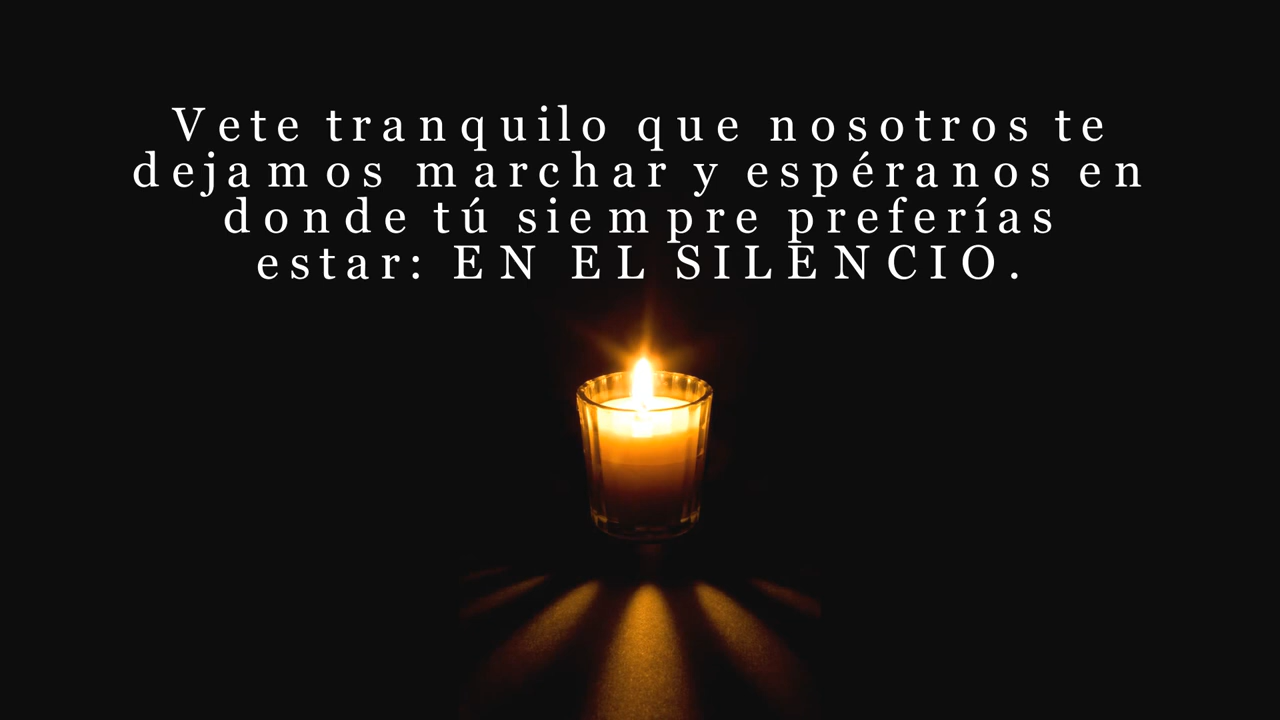 Vete tranquilo que nosotros te
dejamos marchar y espéranos en
donde tú siempre preferías
estar: EN EL SILENCIO.